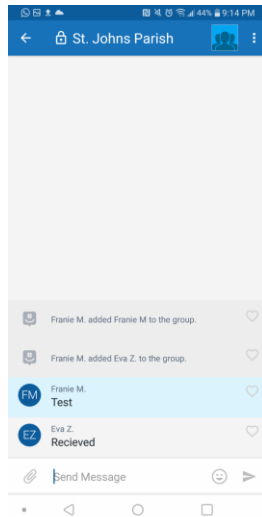 44% 9:14 PM
St. Johns Parish
Franie M. added Franie M to the group.
Franie M. added Eva Z. to the group.
FM
Franie M.
Test
EZ
Eva Z.
Recieved
Send Message